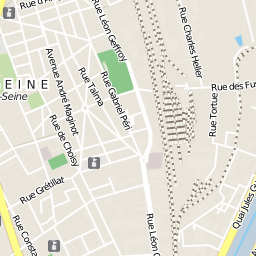 Rue d'A
Rue Léon Geffroy
Rue Charles Heller
EINE
-Seine
Avenue André Maginot
Rue Talma
Rue Gabriel Péri
Rue des Fu
Rue Tortue
Rue de Choisy
Rue Grétillat
Rue Consta
Rue Léon G
Quai Jules G